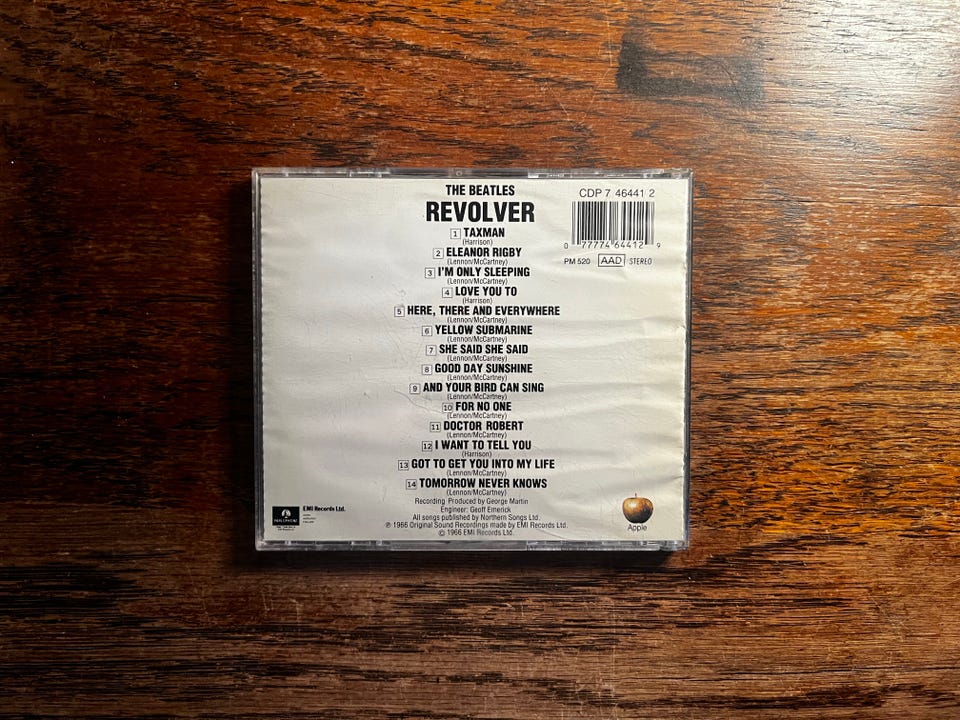 THE BEATLES
REVOLVER
1 TAXMAN
(Harrison)
2 ELEANOR RIGBY
(Lennon/McCartney)
3 I'M ONLY SLEEPING
(Lennon/McCartney)
4 LOVE YOU TO
(Harrison)
5 HERE, THERE AND EVERYWHERE
(Lennon/McCartney)
6 YELLOW SUBMARINE
(Lennon/McCartney)
7 SHE SAID SHE SAID
(Lennon/McCartney)
8 GOOD DAY SUNSHINE
(Lennon/McCartney)
9 AND YOUR BIRD CAN SING
(Lennon/McCartney)
10 FOR NO ONE
(Lennon/McCartney)
11 DOCTOR ROBERT
(Lennon/McCartney)
12 I WANT TO TELL YOU
(Harrison)
13 GOT TO GET YOU INTO MY LIFE
(Lennon/McCartney)
14 TOMORROW NEVER KNOWS
(Lennon/McCartney)
Recording Produced by George Martin
Engineer: Geoff Emerick
All songs published by Northern Songs Ltd.
℗ 1966 Original Sound Recordings made by EMI Records Ltd.
© 1966 EMI Records Ltd.
CDP 7 46441 2
0 77774 64412 9
PM 520 AAD STEREO
PARLOPHONE
EMI Records Ltd.
Apple